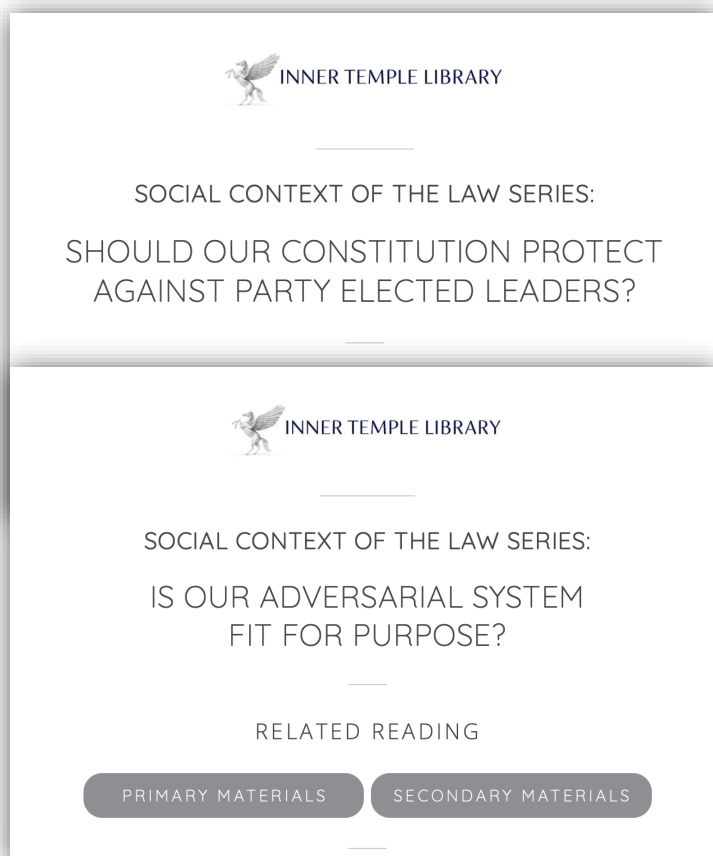 INNER TEMPLE LIBRARY
SOCIAL CONTEXT OF THE LAW SERIES:
SHOULD OUR CONSTITUTION PROTECT
AGAINST PARTY ELECTED LEADERS?
INNER TEMPLE LIBRARY
SOCIAL CONTEXT OF THE LAW SERIES:
IS OUR ADVERSARIAL SYSTEM
FIT FOR PURPOSE?
RELATED READING
PRIMARY MATERIALS
SECONDARY MATERIALS